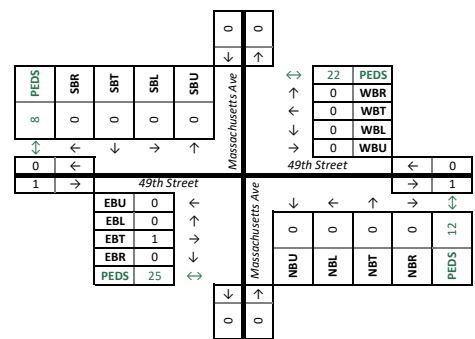 0 0
↓ ↑
PEDS SBR SBT SBL SBU
8 0 0 0 0
↕ ← ↓ → ↑
Massachusetts Ave
↔ 22 PEDS
↑ 0 WBR
← 0 WBT
↓ 0 WBL
→ 0 WBU
0 ←
49th Street
← 0
1 →
49th Street
→ 1
EBU 0 ←
EBL 0 ↑
EBT 1 →
EBR 0 ↓
PEDS 25 ↔
Massachusetts Ave
↓ ← ↑ → ↕
0 0 0 0 12
NBU NBL NBT NBR PEDS
↓ ↑
0 0